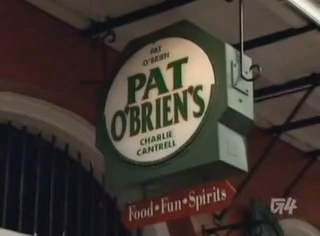 PAT
O'BRIEN
PAT
O'BRIEN'S
CHARLIE
CANTRELL
Food•Fun•Spirits
G4